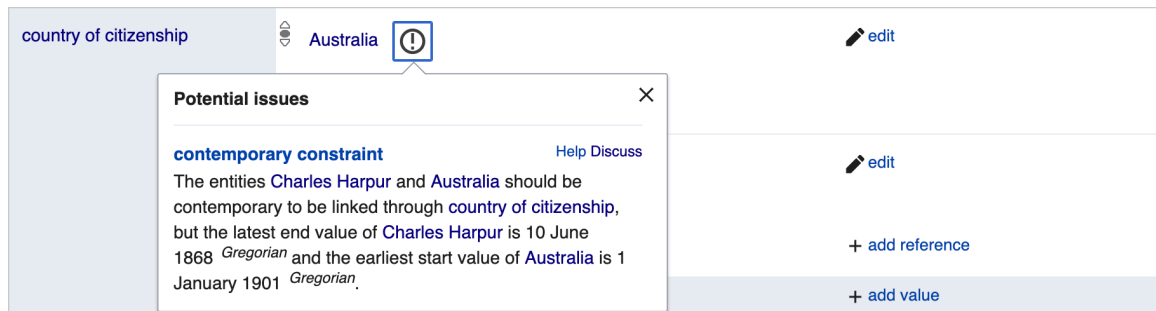 country of citizenship
Australia
edit
Potential issues
contemporary constraint
Help Discuss
The entities Charles Harpur and Australia should be
contemporary to be linked through country of citizenship,
but the latest end value of Charles Harpur is 10 June
1868 Gregorian and the earliest start value of Australia is 1
January 1901 Gregorian.
edit
+ add reference
+ add value